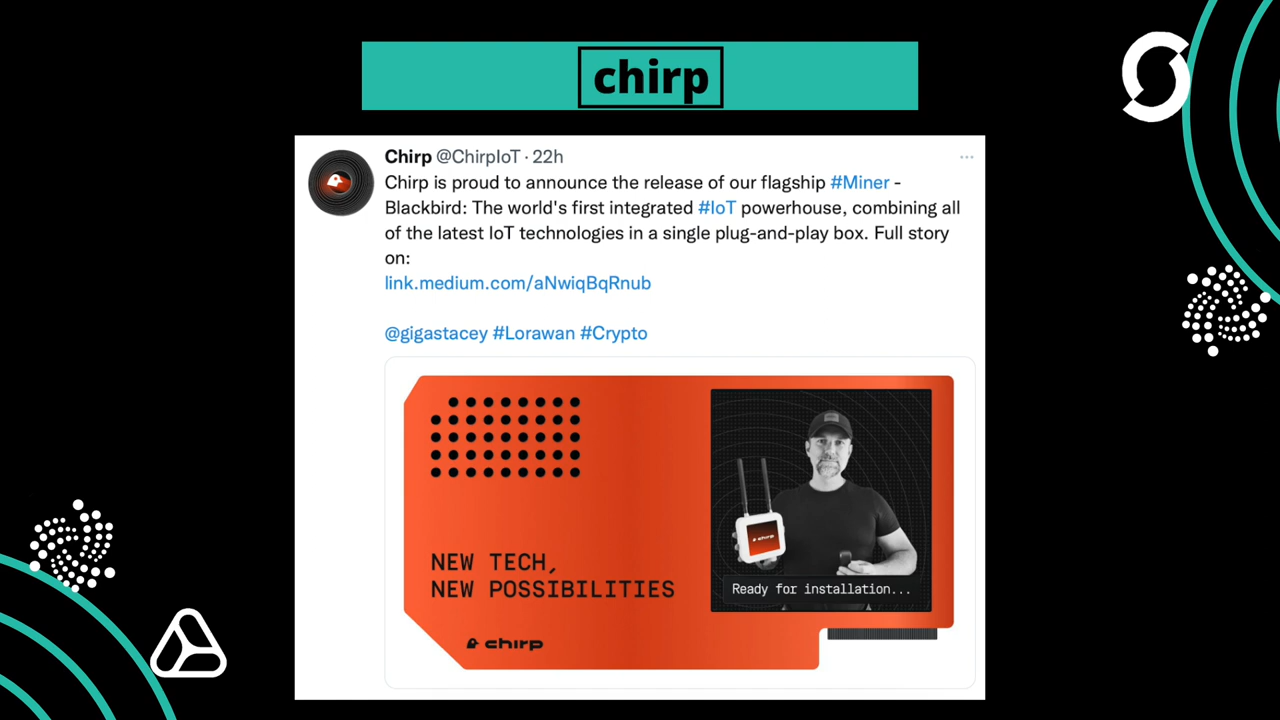 chirp
Chirp @ChirpIoT · 22h
Chirp is proud to announce the release of our flagship #Miner -
Blackbird: The world's first integrated #IoT powerhouse, combining all
of the latest IoT technologies in a single plug-and-play box. Full story
on:
link.medium.com/aNwiqBqRnub
@gigastacey #Lorawan #Crypto
chirp
NEW TECH,
NEW POSSIBILITIES
Ready for installation...
chirp